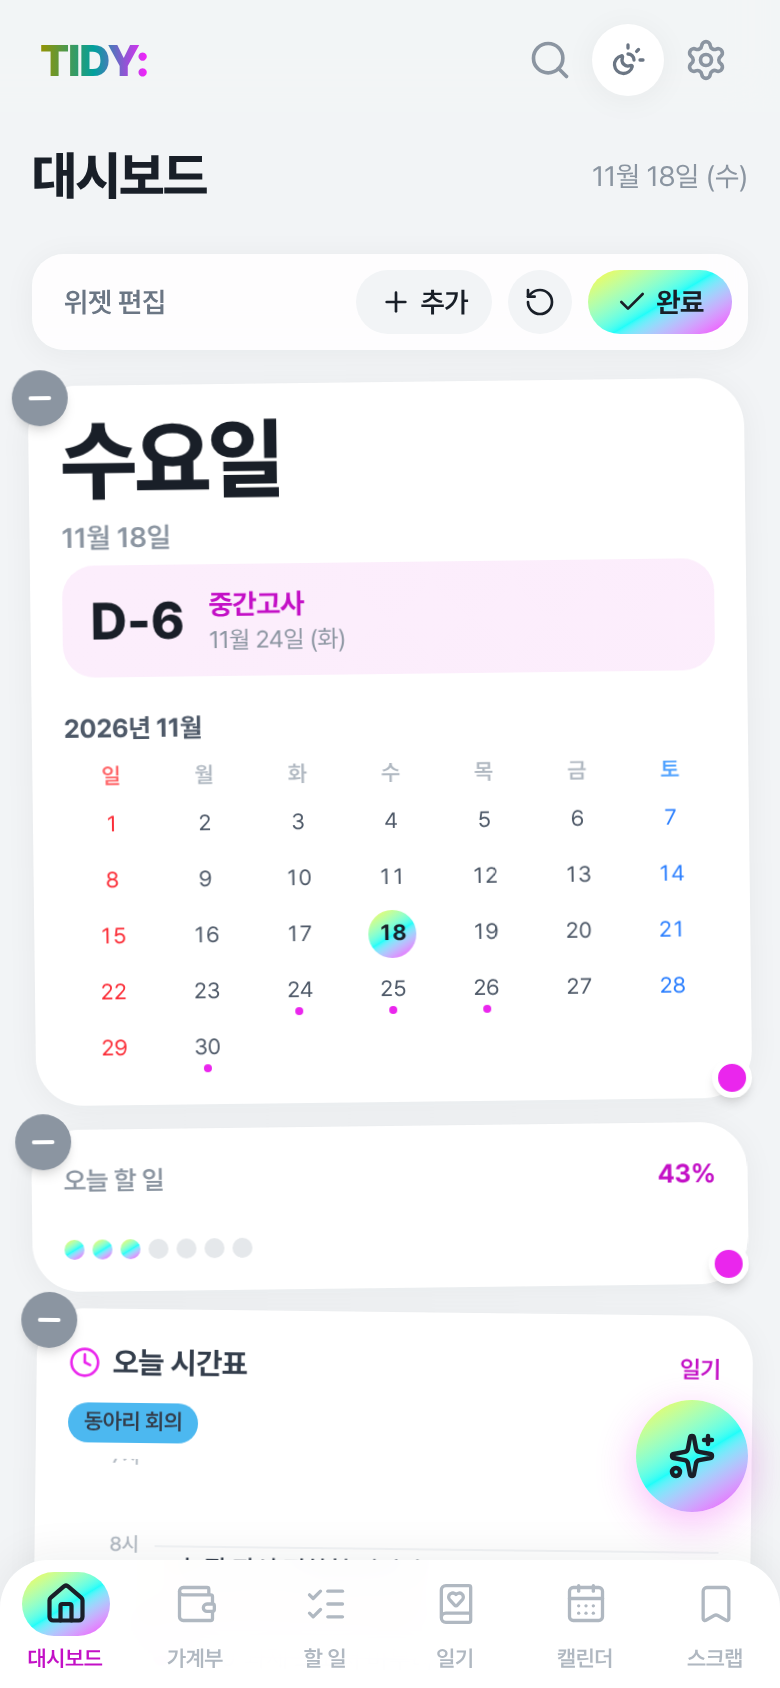 TIDY:
대시보드
11월 18일 (수)
위젯 편집
추가
완료
수요일
11월 18일
D-6
중간고사
11월 24일 (화)
2026년 11월
일 월 화 수 목 금 토
1 2 3 4 5 6 7
8 9 10 11 12 13 14
15 16 17 18 19 20 21
22 23 24 25 26 27 28
29 30
오늘 할 일
43%
오늘 시간표
일기
동아리 회의
8시
대시보드 가계부 할 일 일기 캘린더 스크랩